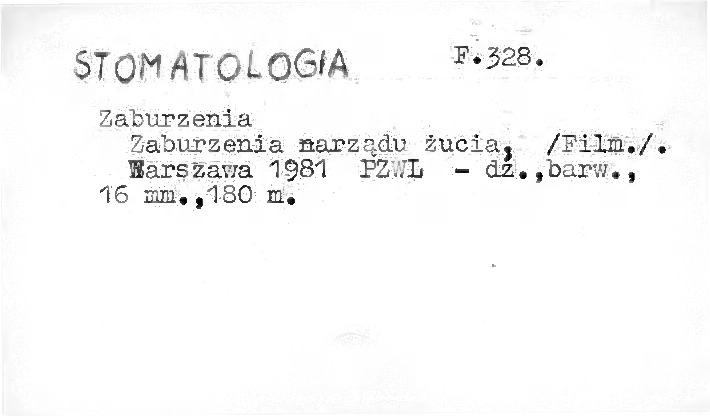 STOMATOLOGIA F.328.
Zaburzenia
Zaburzenia narządu żucia, /Film./.
Warszawa 1981 PZWL - dź.,barw.,
16 mm.,180 m.